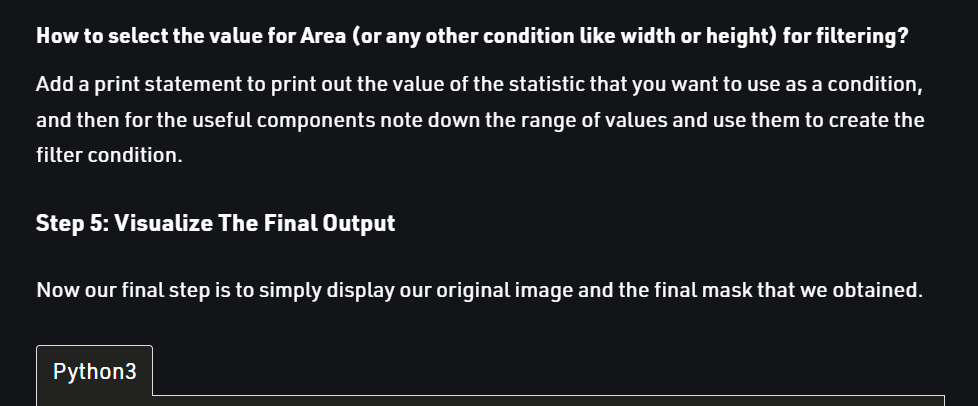 How to select the value for Area (or any other condition like width or height) for filtering?
Add a print statement to print out the value of the statistic that you want to use as a condition,
and then for the useful components note down the range of values and use them to create the
filter condition.
Step 5: Visualize The Final Output
Now our final step is to simply display our original image and the final mask that we obtained.
Python3